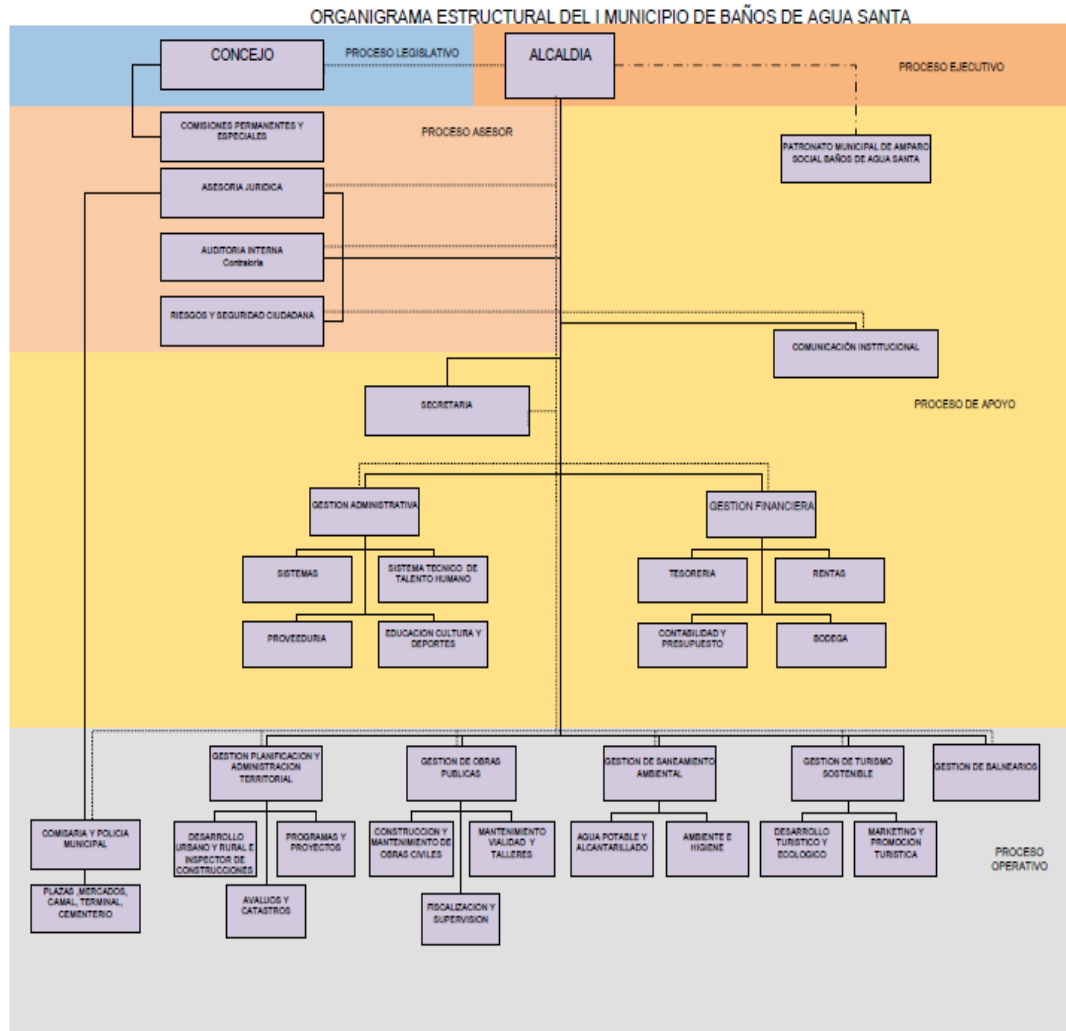 ORGANIGRAMA ESTRUCTURAL DEL I MUNICIPIO DE BAÑOS DE AGUA SANTA
CONCEJO
PROCESO LEGISLATIVO
ALCALDIA
PROCESO EJECUTIVO
COMISIONES PERMANENTES Y
ESPECIALES
PROCESO ASESOR
PATRONATO MUNICIPAL DE AMPARO
SOCIAL BAÑOS DE AGUA SANTA
ASESORIA JURIDICA
AUDITORIA INTERNA
Contraloria
RIESGOS Y SEGURIDAD CIUDADANA
COMUNICACIÓN INSTITUCIONAL
SECRETARIA
PROCESO DE APOYO
GESTION ADMINISTRATIVA
GESTION FINANCIERA
SISTEMAS
SISTEMA TECNICO DE
TALENTO HUMANO
TESORERIA
RENTAS
PROVEEDURIA
EDUCACION CULTURA Y
DEPORTES
CONTABILIDAD Y
PRESUPUESTO
BODEGA
GESTION PLANIFICACION Y
ADMINISTRACION
TERRITORIAL
GESTION DE OBRAS
PUBLICAS
GESTION DE SANEAMIENTO
AMBIENTAL
GESTION DE TURISMO
SOSTENIBLE
GESTION DE BALNEARIOS
COMISARIA Y POLICIA
MUNICIPAL
DESARROLLO
URBANO Y RURAL E
INSPECTOR DE
CONSTRUCCIONES
PROGRAMAS Y
PROYECTOS
CONSTRUCCION Y
MANTENIMIENTO DE
OBRAS CIVILES
MANTENIMIENTO
VIALIDAD Y
TALLERES
AGUA POTABLE Y
ALCANTARILLADO
AMBIENTE E
HIGIENE
DESARROLLO
TURISTICO Y
ECOLOGICO
MARKETING Y
PROMOCION
TURISTICA
PROCESO
OPERATIVO
PLAZAS ,MERCADOS,
CAMAL, TERMINAL,
CEMENTERIO
AVALUOS Y
CATASTROS
FISCALIZACION Y
SUPERVISION